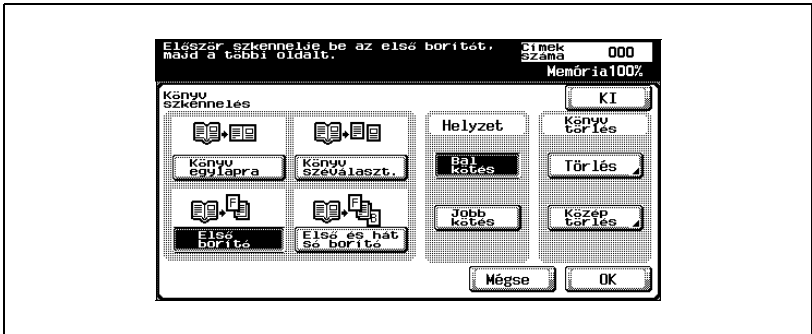 Először szkennelje be az első borítót,
majd a többi oldalt.
Címek
száma
000
Memória100%
Könyv
szkennelés
KI
Helyzet
Könyv
törlés
Könyv
egylapra
Könyv
széválaszt.
Bal
kötés
Törlés
F
F
B
Első
borító
Első és hát
só borító
Jobb
kötés
Közép
törlés
Mégse
OK